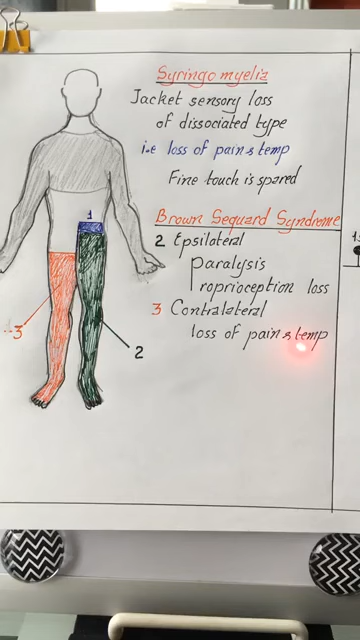 Syringomyelia
Jacket sensory loss
of dissociated type
i.e loss of pain & temp
Fine touch is spared
Brown Sequard Syndrome
2 Epsilateral
paralysis
roprioception loss
3 Contralateral
loss of pain & temp
1
3
2